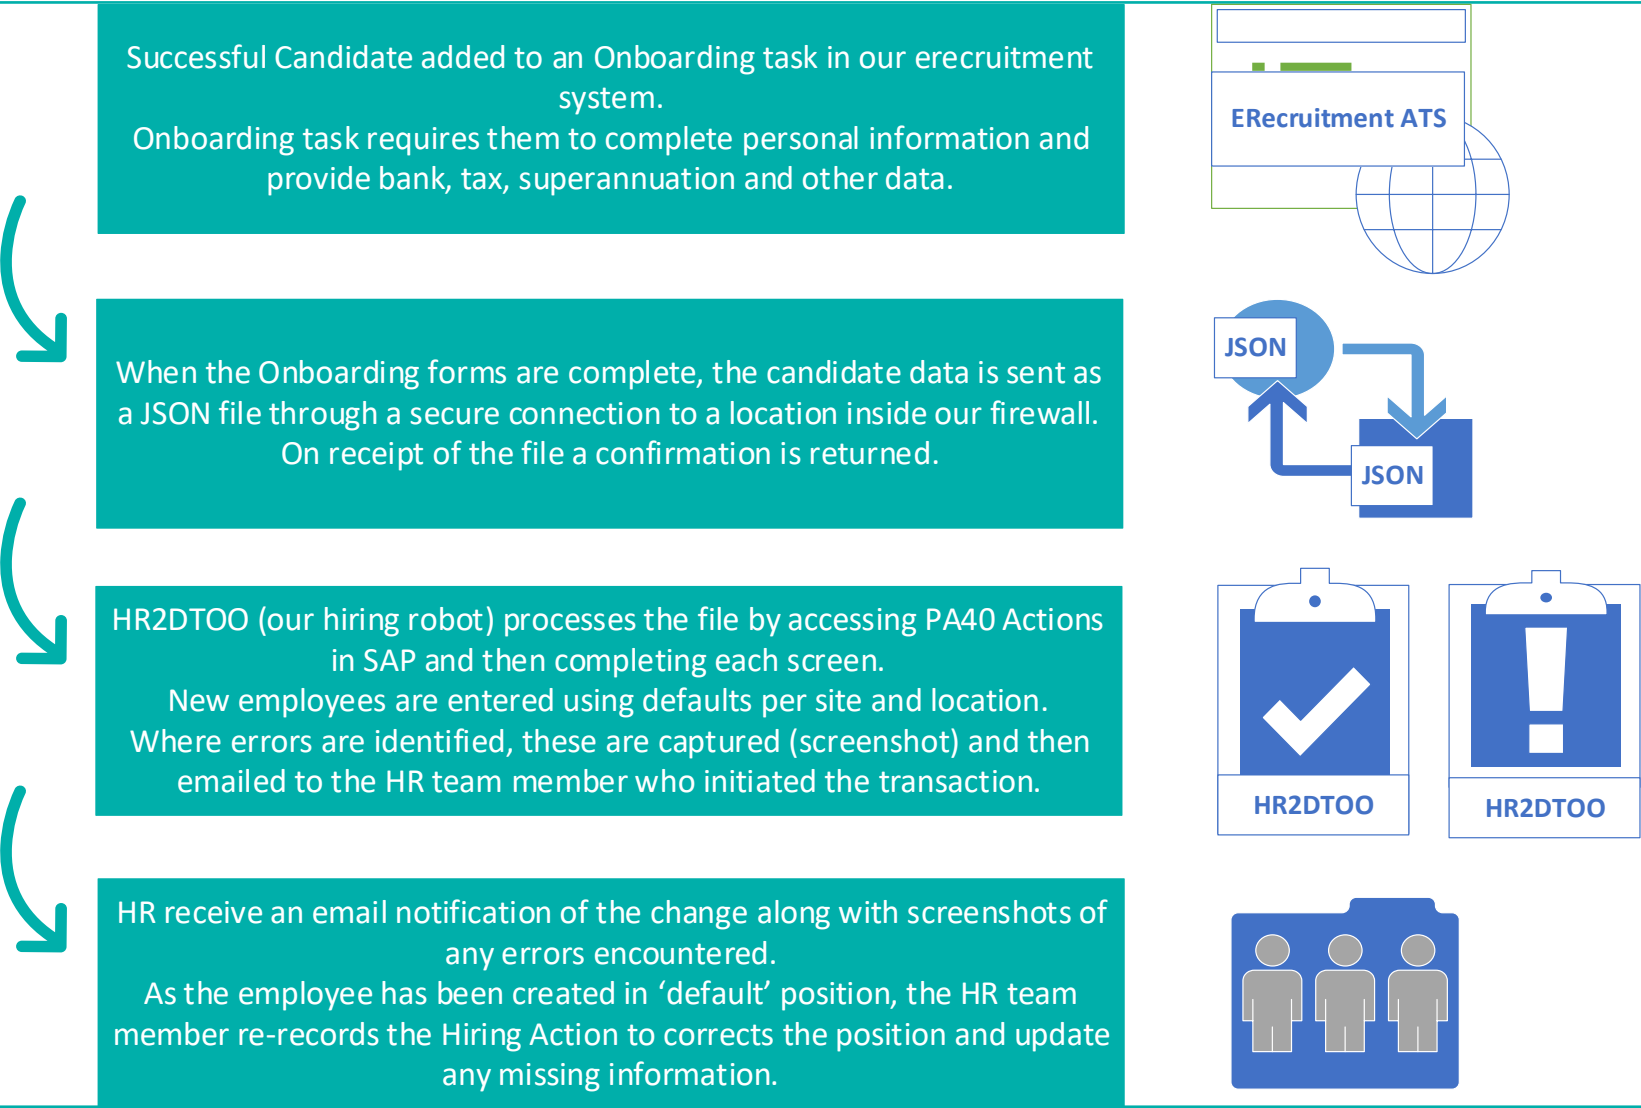 Successful Candidate added to an Onboarding task in our erecruitment
system.
Onboarding task requires them to complete personal information and
provide bank, tax, superannuation and other data.
ERecruitment ATS
When the Onboarding forms are complete, the candidate data is sent as
a JSON file through a secure connection to a location inside our firewall.
On receipt of the file a confirmation is returned.
JSON
JSON
HR2DTOO (our hiring robot) processes the file by accessing PA40 Actions
in SAP and then completing each screen.
New employees are entered using defaults per site and location.
Where errors are identified, these are captured (screenshot) and then
emailed to the HR team member who initiated the transaction.
HR2DTOO
HR2DTOO
HR receive an email notification of the change along with screenshots of
any errors encountered.
As the employee has been created in ‘default’ position, the HR team
member re-records the Hiring Action to corrects the position and update
any missing information.